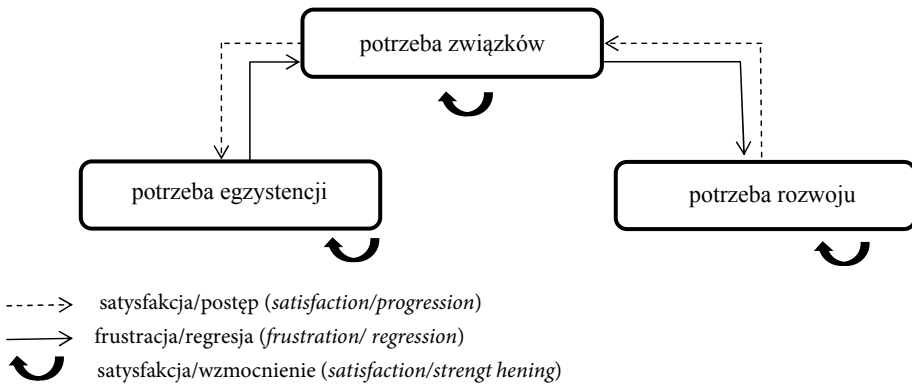 potrzeba związków
potrzeba egzystencji
potrzeba rozwoju
satysfakcja/postęp (satisfaction/progression)
frustracja/regresja (frustration/ regression)
satysfakcja/wzmocnienie (satisfaction/strengt hening)